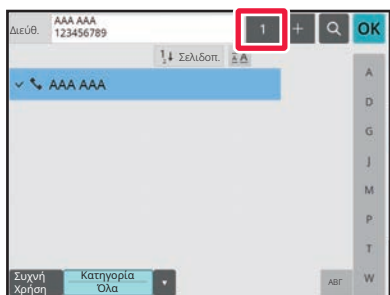 Διεύθ.
AAA AAA
123456789
1
+
OK
Σελιδοπ.
AAA AAA
A
D
G
J
M
P
T
W
Συχνή
Χρήση
Κατηγορία
Όλα
ΑΒΓ